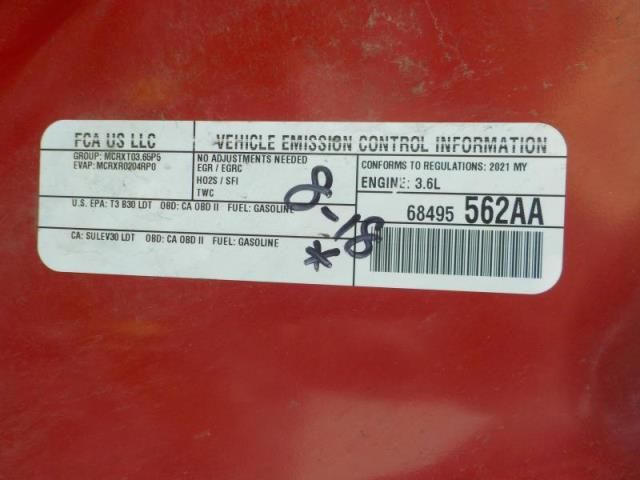 FCA US LLC
VEHICLE EMISSION CONTROL INFORMATION
GROUP: MCRXT03.65P5
EVAP: MCRXR0204RP0
NO ADJUSTMENTS NEEDED
EGR / EGRC
HO2S / SFI
TWC
CONFORMS TO REGULATIONS: 2021 MY
ENGINE: 3.6L
U.S. EPA: T3 B30 LDT OBD: CA OBD II FUEL: GASOLINE
CA: SULEV30 LDT OBD: CA OBD II FUEL: GASOLINE
68495 562AA